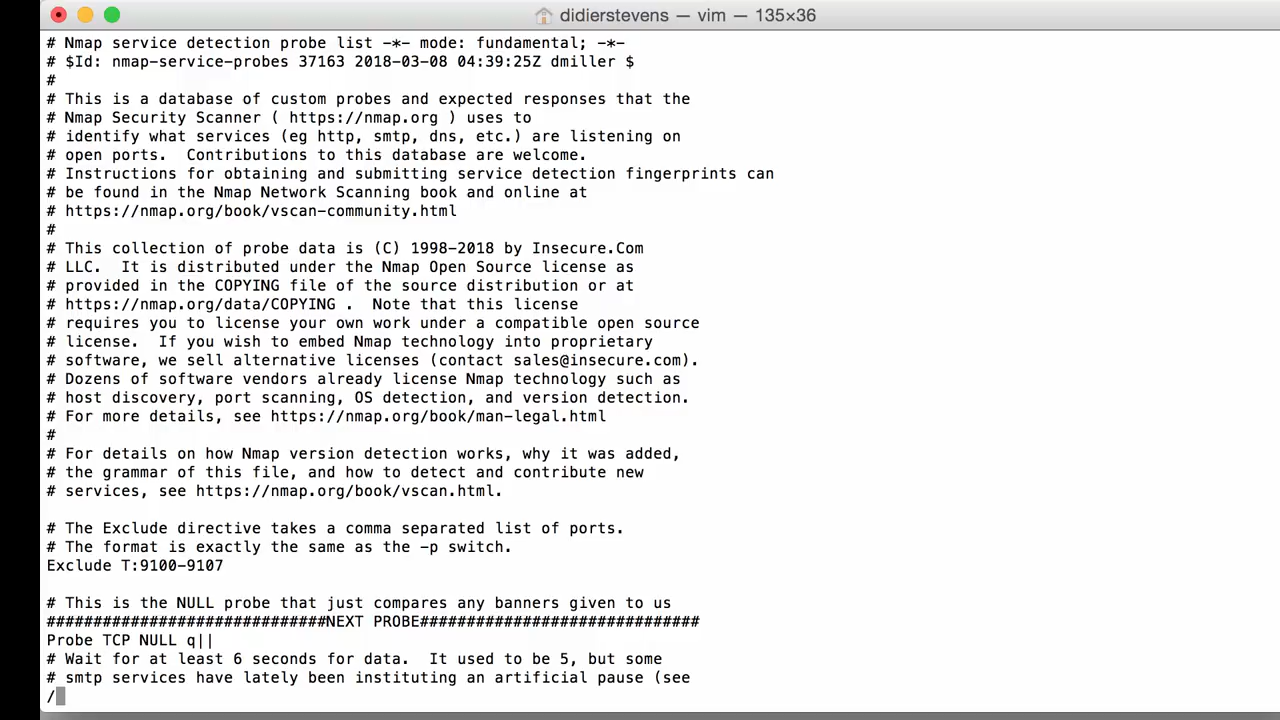 didierstevens — vim — 135×36
# Nmap service detection probe list -*- mode: fundamental; -*-
# $Id: nmap-service-probes 37163 2018-03-08 04:39:25Z dmiller $
#
# This is a database of custom probes and expected responses that the
# Nmap Security Scanner ( https://nmap.org ) uses to
# identify what services (eg http, smtp, dns, etc.) are listening on
# open ports.  Contributions to this database are welcome.
# Instructions for obtaining and submitting service detection fingerprints can
# be found in the Nmap Network Scanning book and online at
# https://nmap.org/book/vscan-community.html
#
# This collection of probe data is (C) 1998-2018 by Insecure.Com
# LLC.  It is distributed under the Nmap Open Source license as
# provided in the COPYING file of the source distribution or at
# https://nmap.org/data/COPYING .  Note that this license
# requires you to license your own work under a compatible open source
# license.  If you wish to embed Nmap technology into proprietary
# software, we sell alternative licenses (contact sales@insecure.com).
# Dozens of software vendors already license Nmap technology such as
# host discovery, port scanning, OS detection, and version detection.
# For more details, see https://nmap.org/book/man-legal.html
#
# For details on how Nmap version detection works, why it was added,
# the grammar of this file, and how to detect and contribute new
# services, see https://nmap.org/book/vscan.html.
# The Exclude directive takes a comma separated list of ports.
# The format is exactly the same as the -p switch.
Exclude T:9100-9107
# This is the NULL probe that just compares any banners given to us
##############################NEXT PROBE##############################
Probe TCP NULL q||
# Wait for at least 6 seconds for data.  It used to be 5, but some
# smtp services have lately been instituting an artificial pause (see
/